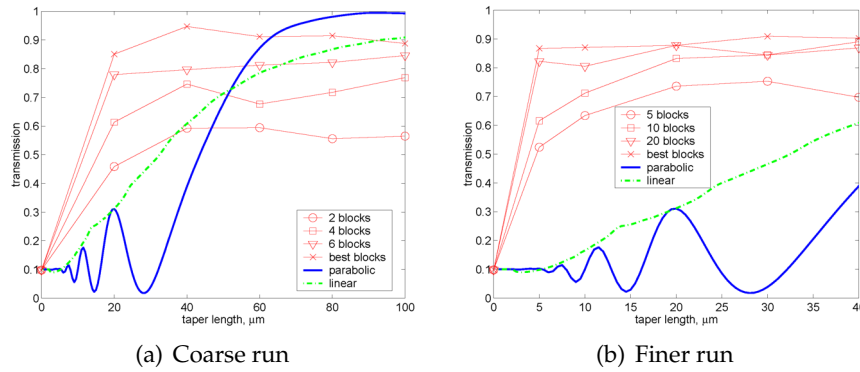 1
0.9
0.8
0.7
0.6
0.5
0.4
0.3
0.2
0.1
0
transmission
0 20 40 60 80 100
taper length, μm
2 blocks
4 blocks
6 blocks
best blocks
parabolic
linear
(a) Coarse run
1
0.9
0.8
0.7
0.6
0.5
0.4
0.3
0.2
0.1
0
transmission
0 5 10 15 20 25 30 35 40
taper length, μm
5 blocks
10 blocks
20 blocks
best blocks
parabolic
linear
(b) Finer run